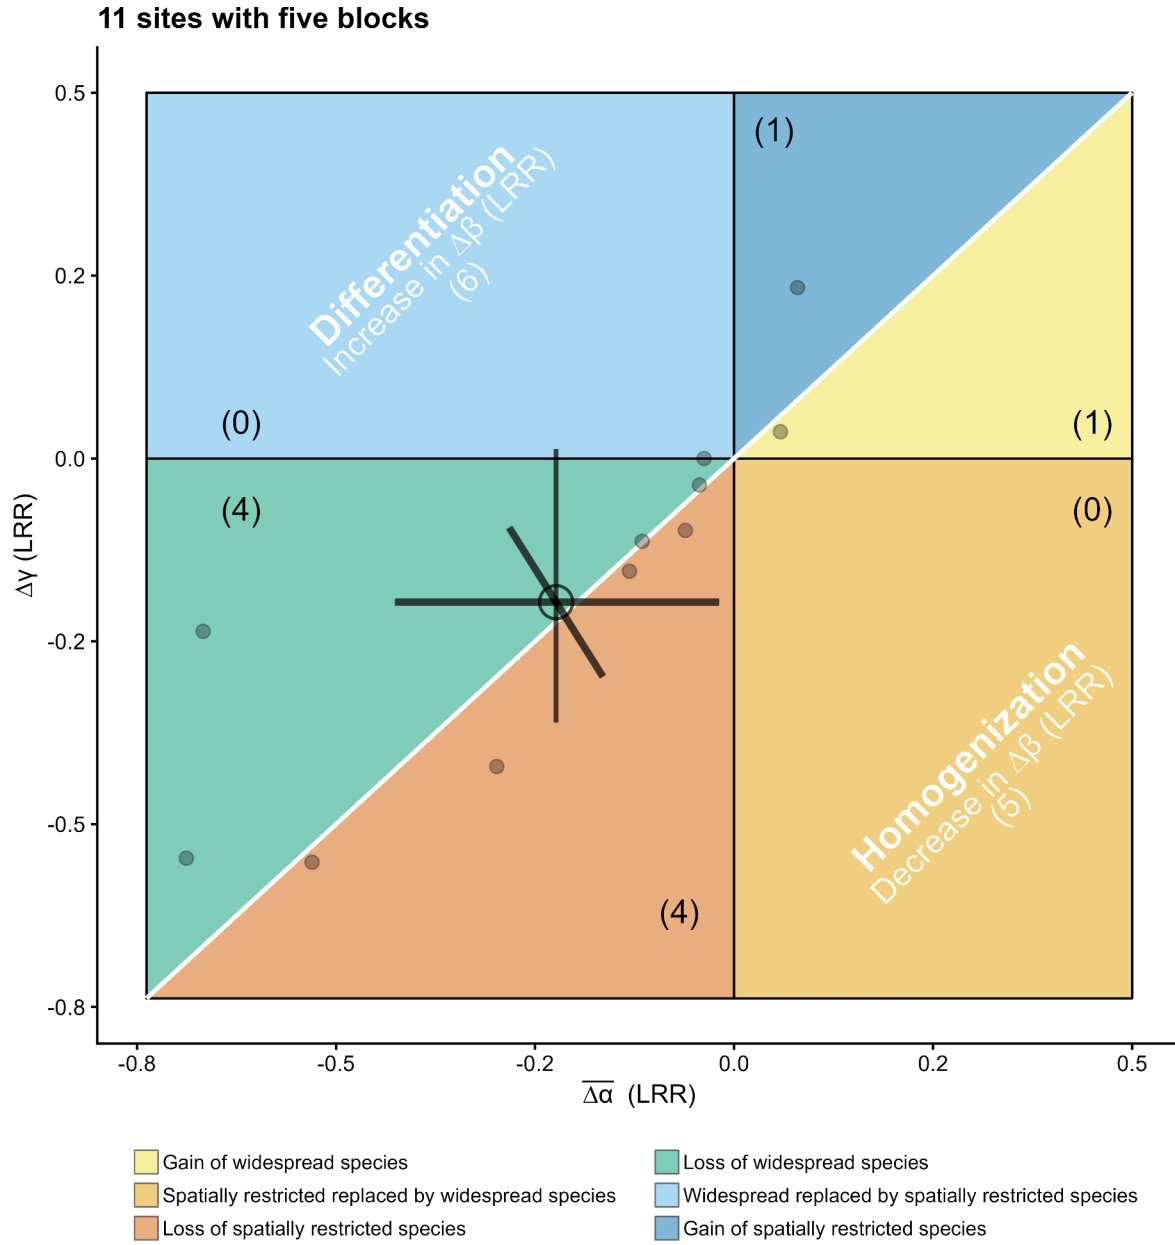 11 sites with five blocks
0.5
0.2
0.0
-0.2
-0.5
-0.8
Δγ (LRR)
(1)
Differentiation
Increase in Δβ (LRR)
(6)
(0)
(1)
(4)
(0)
Homogenization
Decrease in Δβ (LRR)
(5)
(4)
-0.8 -0.5 -0.2 0.0 0.2 0.5
Δα (LRR)
Gain of widespread species
Spatially restricted replaced by widespread species
Loss of spatially restricted species
Loss of widespread species
Widespread replaced by spatially restricted species
Gain of spatially restricted species